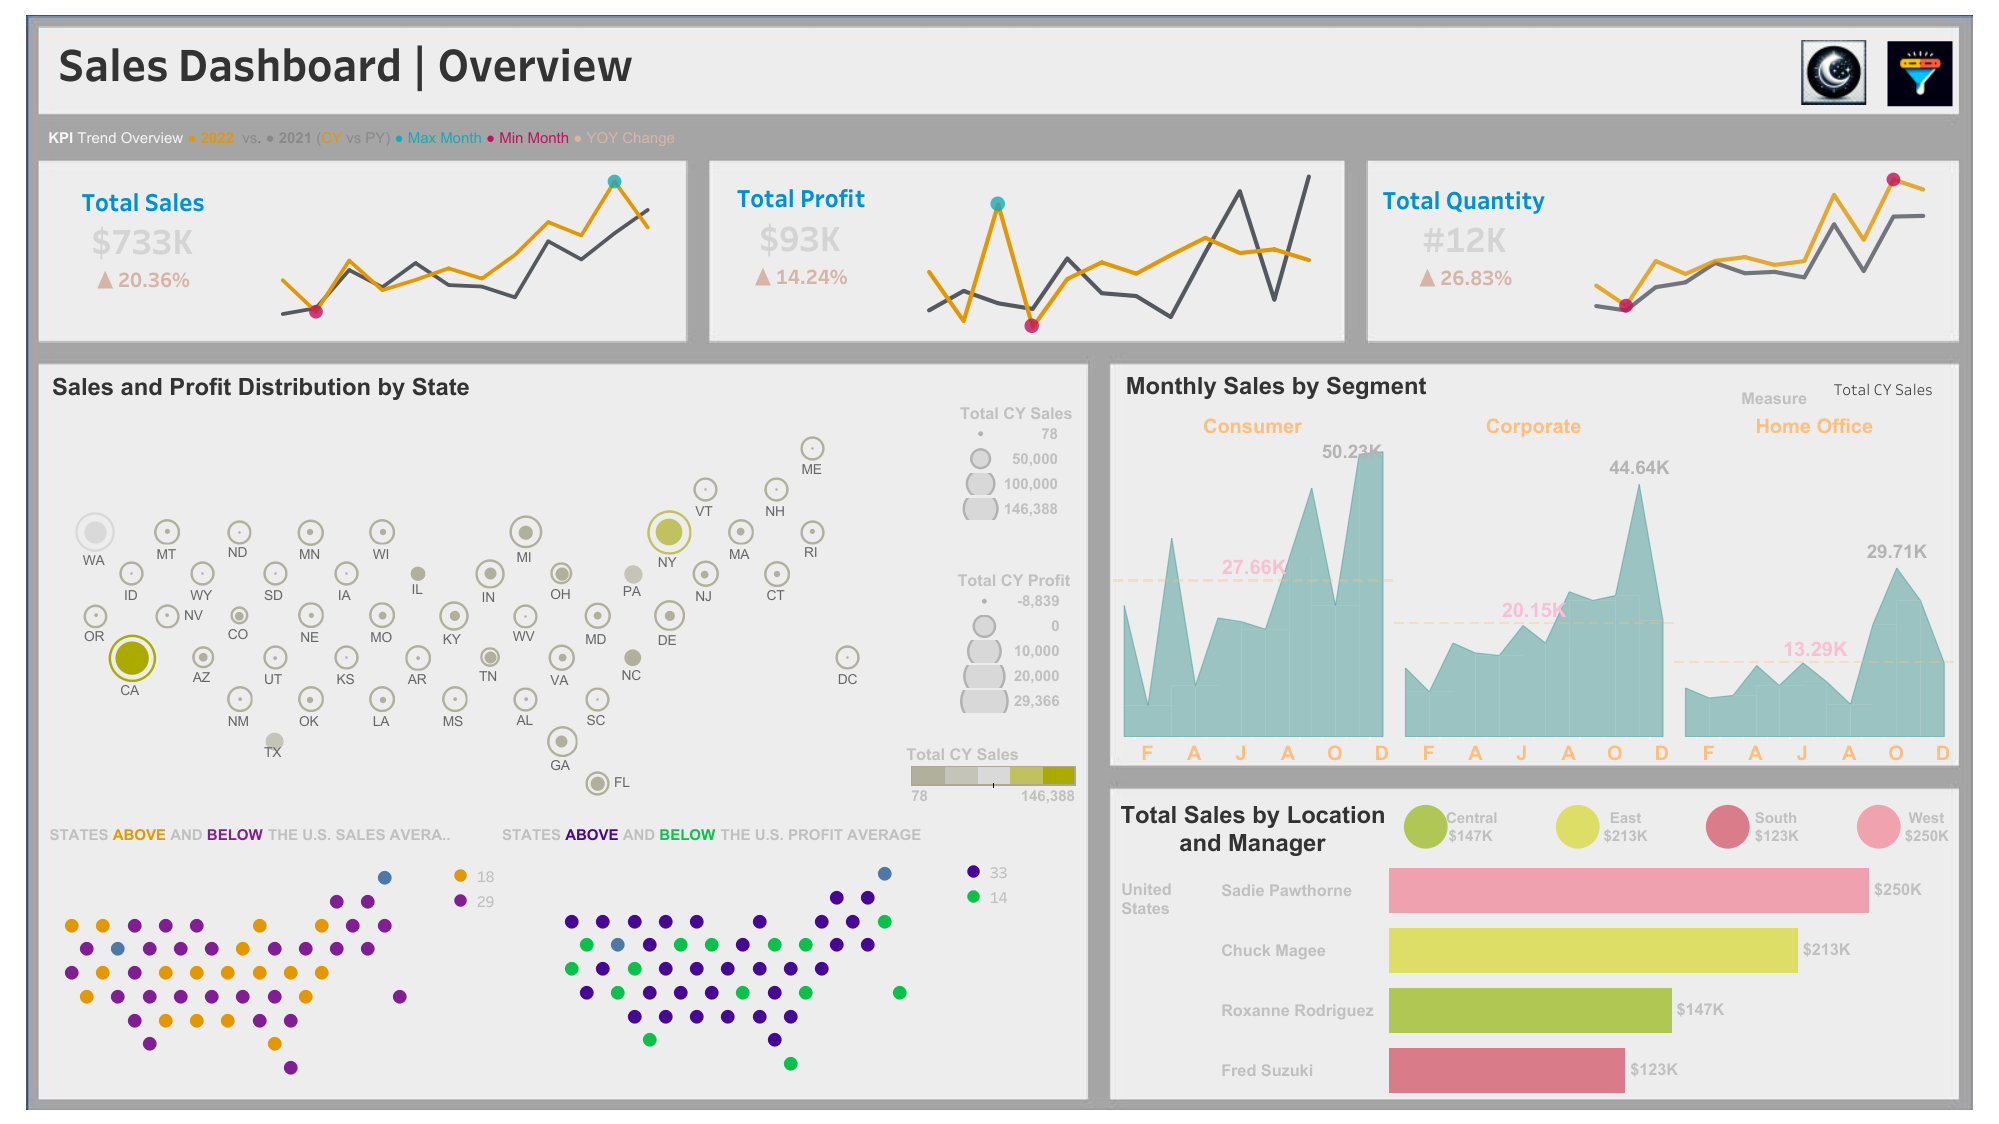 Sales Dashboard | Overview
KPI Trend Overview ● 2022 vs. ● 2021 (CY vs PY) ● Max Month ● Min Month ● YOY Change
Total Sales
$733K
▲ 20.36%
Total Profit
$93K
▲ 14.24%
Total Quantity
#12K
▲ 26.83%
Sales and Profit Distribution by State
Total CY Sales
78
50,000
100,000
146,388
Total CY Profit
-8,839
0
10,000
20,000
29,366
Total CY Sales
78 146,388
ME
VT NH
WA MT ND MN WI MI NY MA RI
ID WY SD IA IL IN OH PA NJ CT
OR NV CO NE MO KY WV MD DE
CA AZ UT KS AR TN VA NC DC
NM OK LA MS AL SC
TX GA
FL
STATES ABOVE AND BELOW THE U.S. SALES AVERA..
18
29
STATES ABOVE AND BELOW THE U.S. PROFIT AVERAGE
33
14
Monthly Sales by Segment
Measure Total CY Sales
Consumer Corporate Home Office
50.23K
44.64K
29.71K
27.66K
20.15K
13.29K
F A J A O D F A J A O D F A J A O D
Total Sales by Location
and Manager
Central
$147K
East
$213K
South
$123K
West
$250K
United
States
Sadie Pawthorne $250K
Chuck Magee $213K
Roxanne Rodriguez $147K
Fred Suzuki $123K